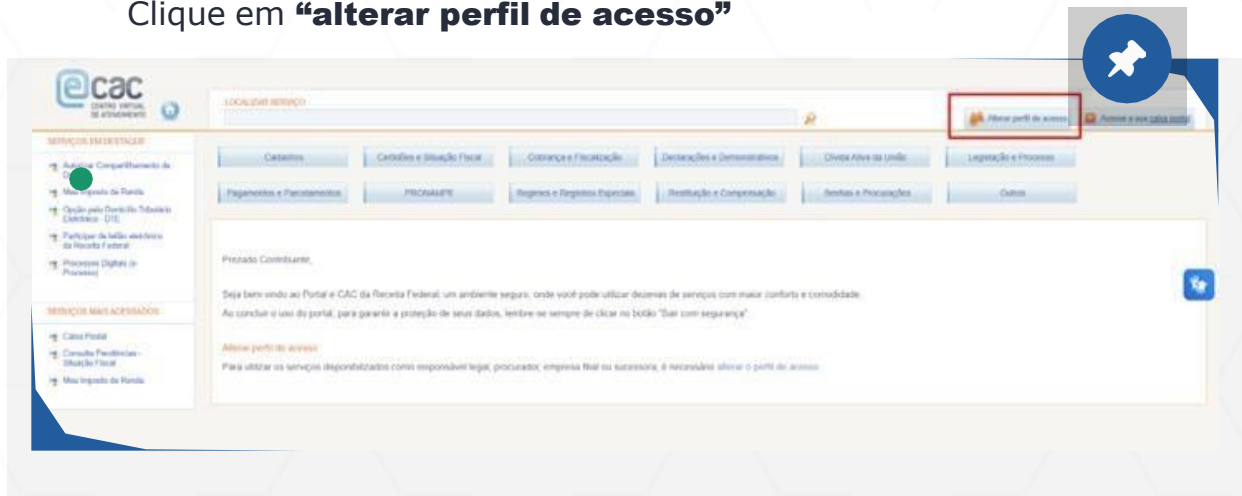 Clique em “alterar perfil de acesso”
ecac
CENTRO VIRTUAL
DE ATENDIMENTO
LOCALIZAR SERVIÇO
Alterar perfil de acesso
Acesse a sua caixa postal
SERVIÇOS EM DESTAQUE
Autorizar Compartilhamento de
Meu Imposto de Renda
Opção pelo Domicílio Tributário
Eletrônico - DTE
Participar de leilão eletrônico
da Receita Federal
Processos Digitais (e-
Processo)
SERVIÇOS MAIS ACESSADOS
Caixa Postal
Consulta Pendências -
Situação Fiscal
Meu Imposto de Renda
Cadastros
Certidões e Situação Fiscal
Cobrança e Fiscalização
Declarações e Demonstrativos
Dívida Ativa da União
Legislação e Processo
Pagamentos e Parcelamentos
PRONAMPE
Regimes e Registros Especiais
Restituição e Compensação
Senhas e Procurações
Outros
Prezado Contribuinte,
Seja bem vindo ao Portal e-CAC da Receita Federal, um ambiente seguro, onde você pode utilizar dezenas de serviços com maior conforto e comodidade.
Ao concluir o uso do portal, para garantir a proteção de seus dados, lembre-se sempre de clicar no botão "Sair com segurança".
Alterar perfil de acesso
Para utilizar os serviços disponibilizados como responsável legal, procurador, empresa filial ou sucessora, é necessário alterar o perfil de acesso.